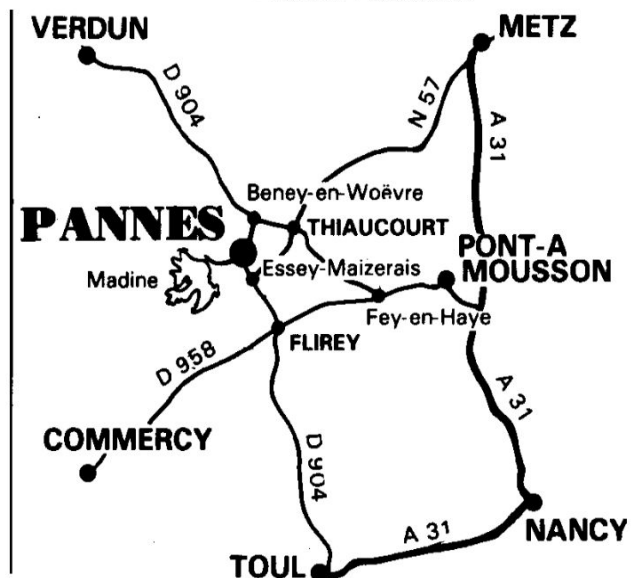 VERDUN
METZ
D 904
N 57
A 31
Beney-en-Woëvre
PANNES
THIAUCOURT
PONT-A
MOUSSON
Madine
Essey-Maizerais
Fey-en-Haye
FLIREY
D 958
A 31
COMMERCY
D 904
NANCY
A 31
TOUL